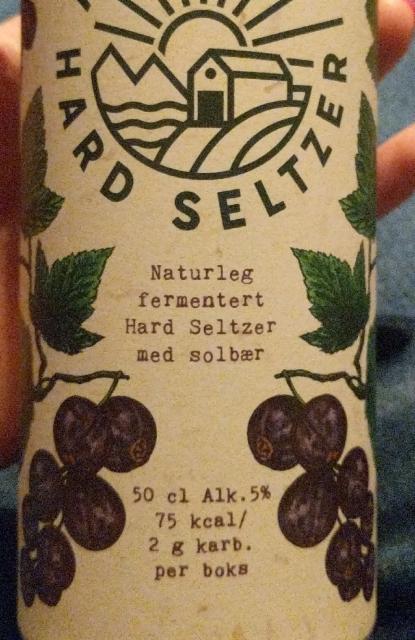 HARD SELTZER
Naturleg
fermentert
Hard Seltzer
med solbær
50 cl Alk.5%
75 kcal/
2 g karb.
per boks